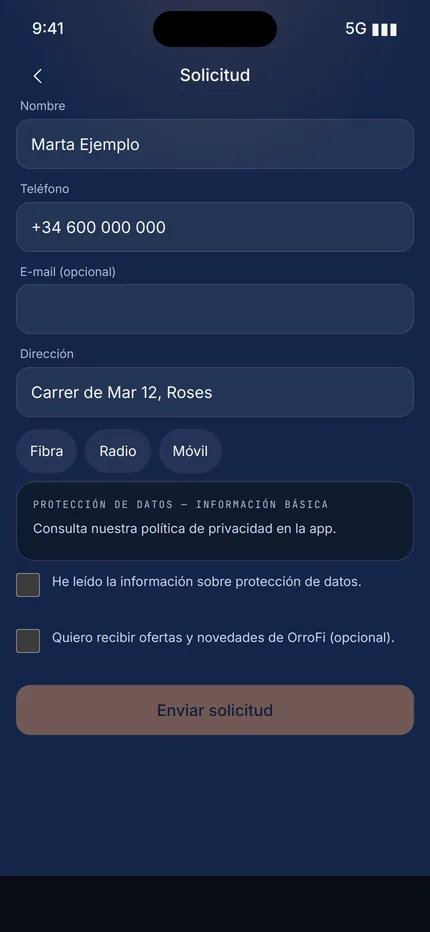 9:41
5G
Solicitud
Nombre
Marta Ejemplo
Teléfono
+34 600 000 000
E-mail (opcional)
Dirección
Carrer de Mar 12, Roses
Fibra Radio Móvil
PROTECCIÓN DE DATOS — INFORMACIÓN BÁSICA
Consulta nuestra política de privacidad en la app.
He leído la información sobre protección de datos.
Quiero recibir ofertas y novedades de OrroFi (opcional).
Enviar solicitud